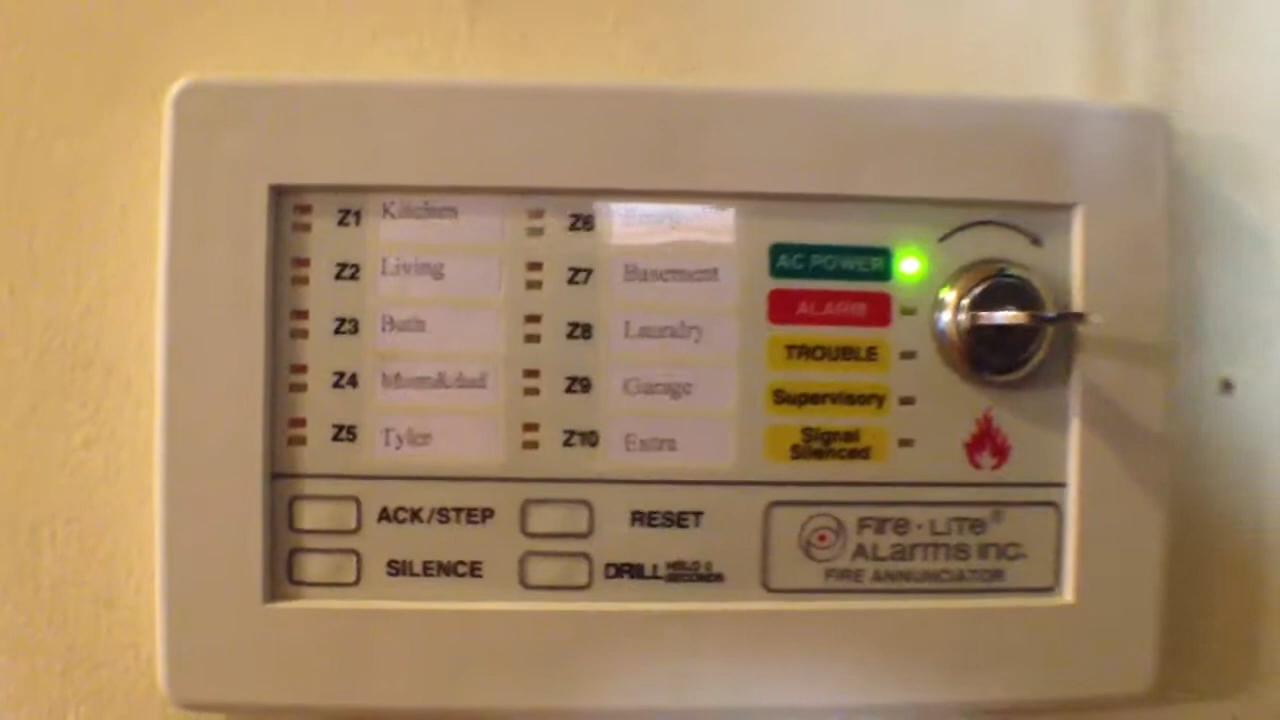 Z1 Kitchen
Z2 Living
Z3 Bath
Z4 Mom&dad
Z5 Tyler
Z6
Z7 Basement
Z8 Laundry
Z9 Garage
Z10 Extra
AC POWER
ALARM
TROUBLE
Supervisory
Signal
Silenced
ACK/STEP
RESET
SILENCE
DRILL HOLD 2
SECONDS
Fire·Lite®
Alarms inc.
FIRE ANNUNCIATOR